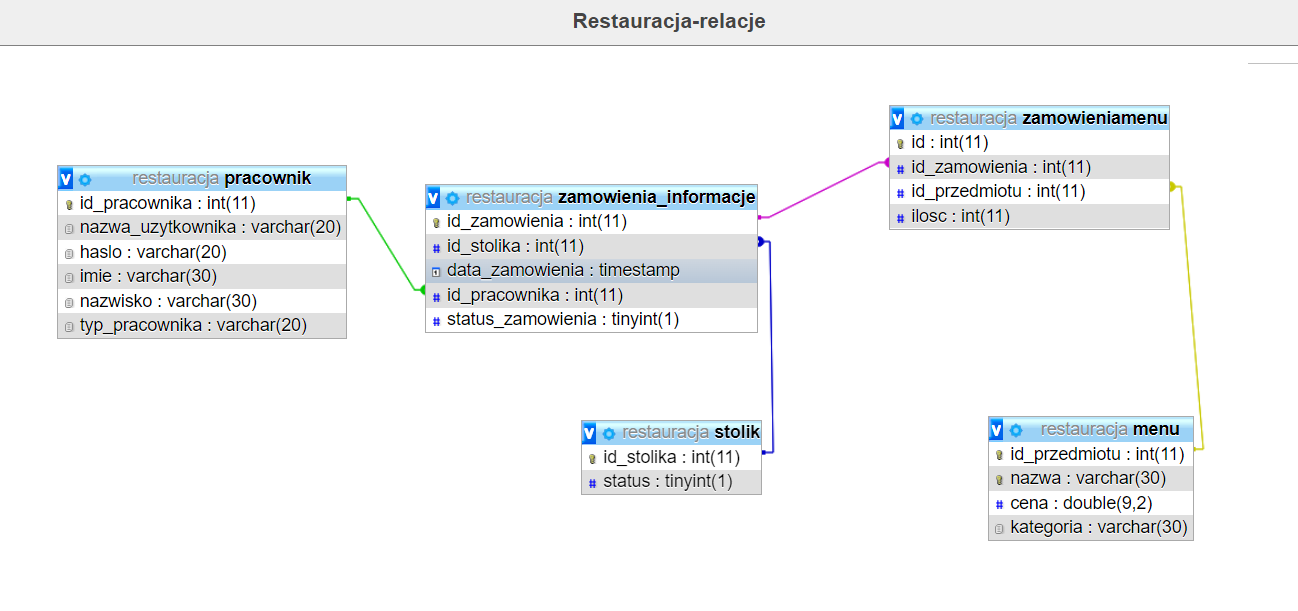 Restauracja-relacje
restauracja pracownik
id_pracownika : int(11)
nazwa_uzytkownika : varchar(20)
haslo : varchar(20)
imie : varchar(30)
nazwisko : varchar(30)
typ_pracownika : varchar(20)
restauracja zamowienia_informacje
id_zamowienia : int(11)
id_stolika : int(11)
data_zamowienia : timestamp
id_pracownika : int(11)
status_zamowienia : tinyint(1)
restauracja zamowieniamenu
id : int(11)
id_zamowienia : int(11)
id_przedmiotu : int(11)
ilosc : int(11)
restauracja stolik
id_stolika : int(11)
status : tinyint(1)
restauracja menu
id_przedmiotu : int(11)
nazwa : varchar(30)
cena : double(9,2)
kategoria : varchar(30)